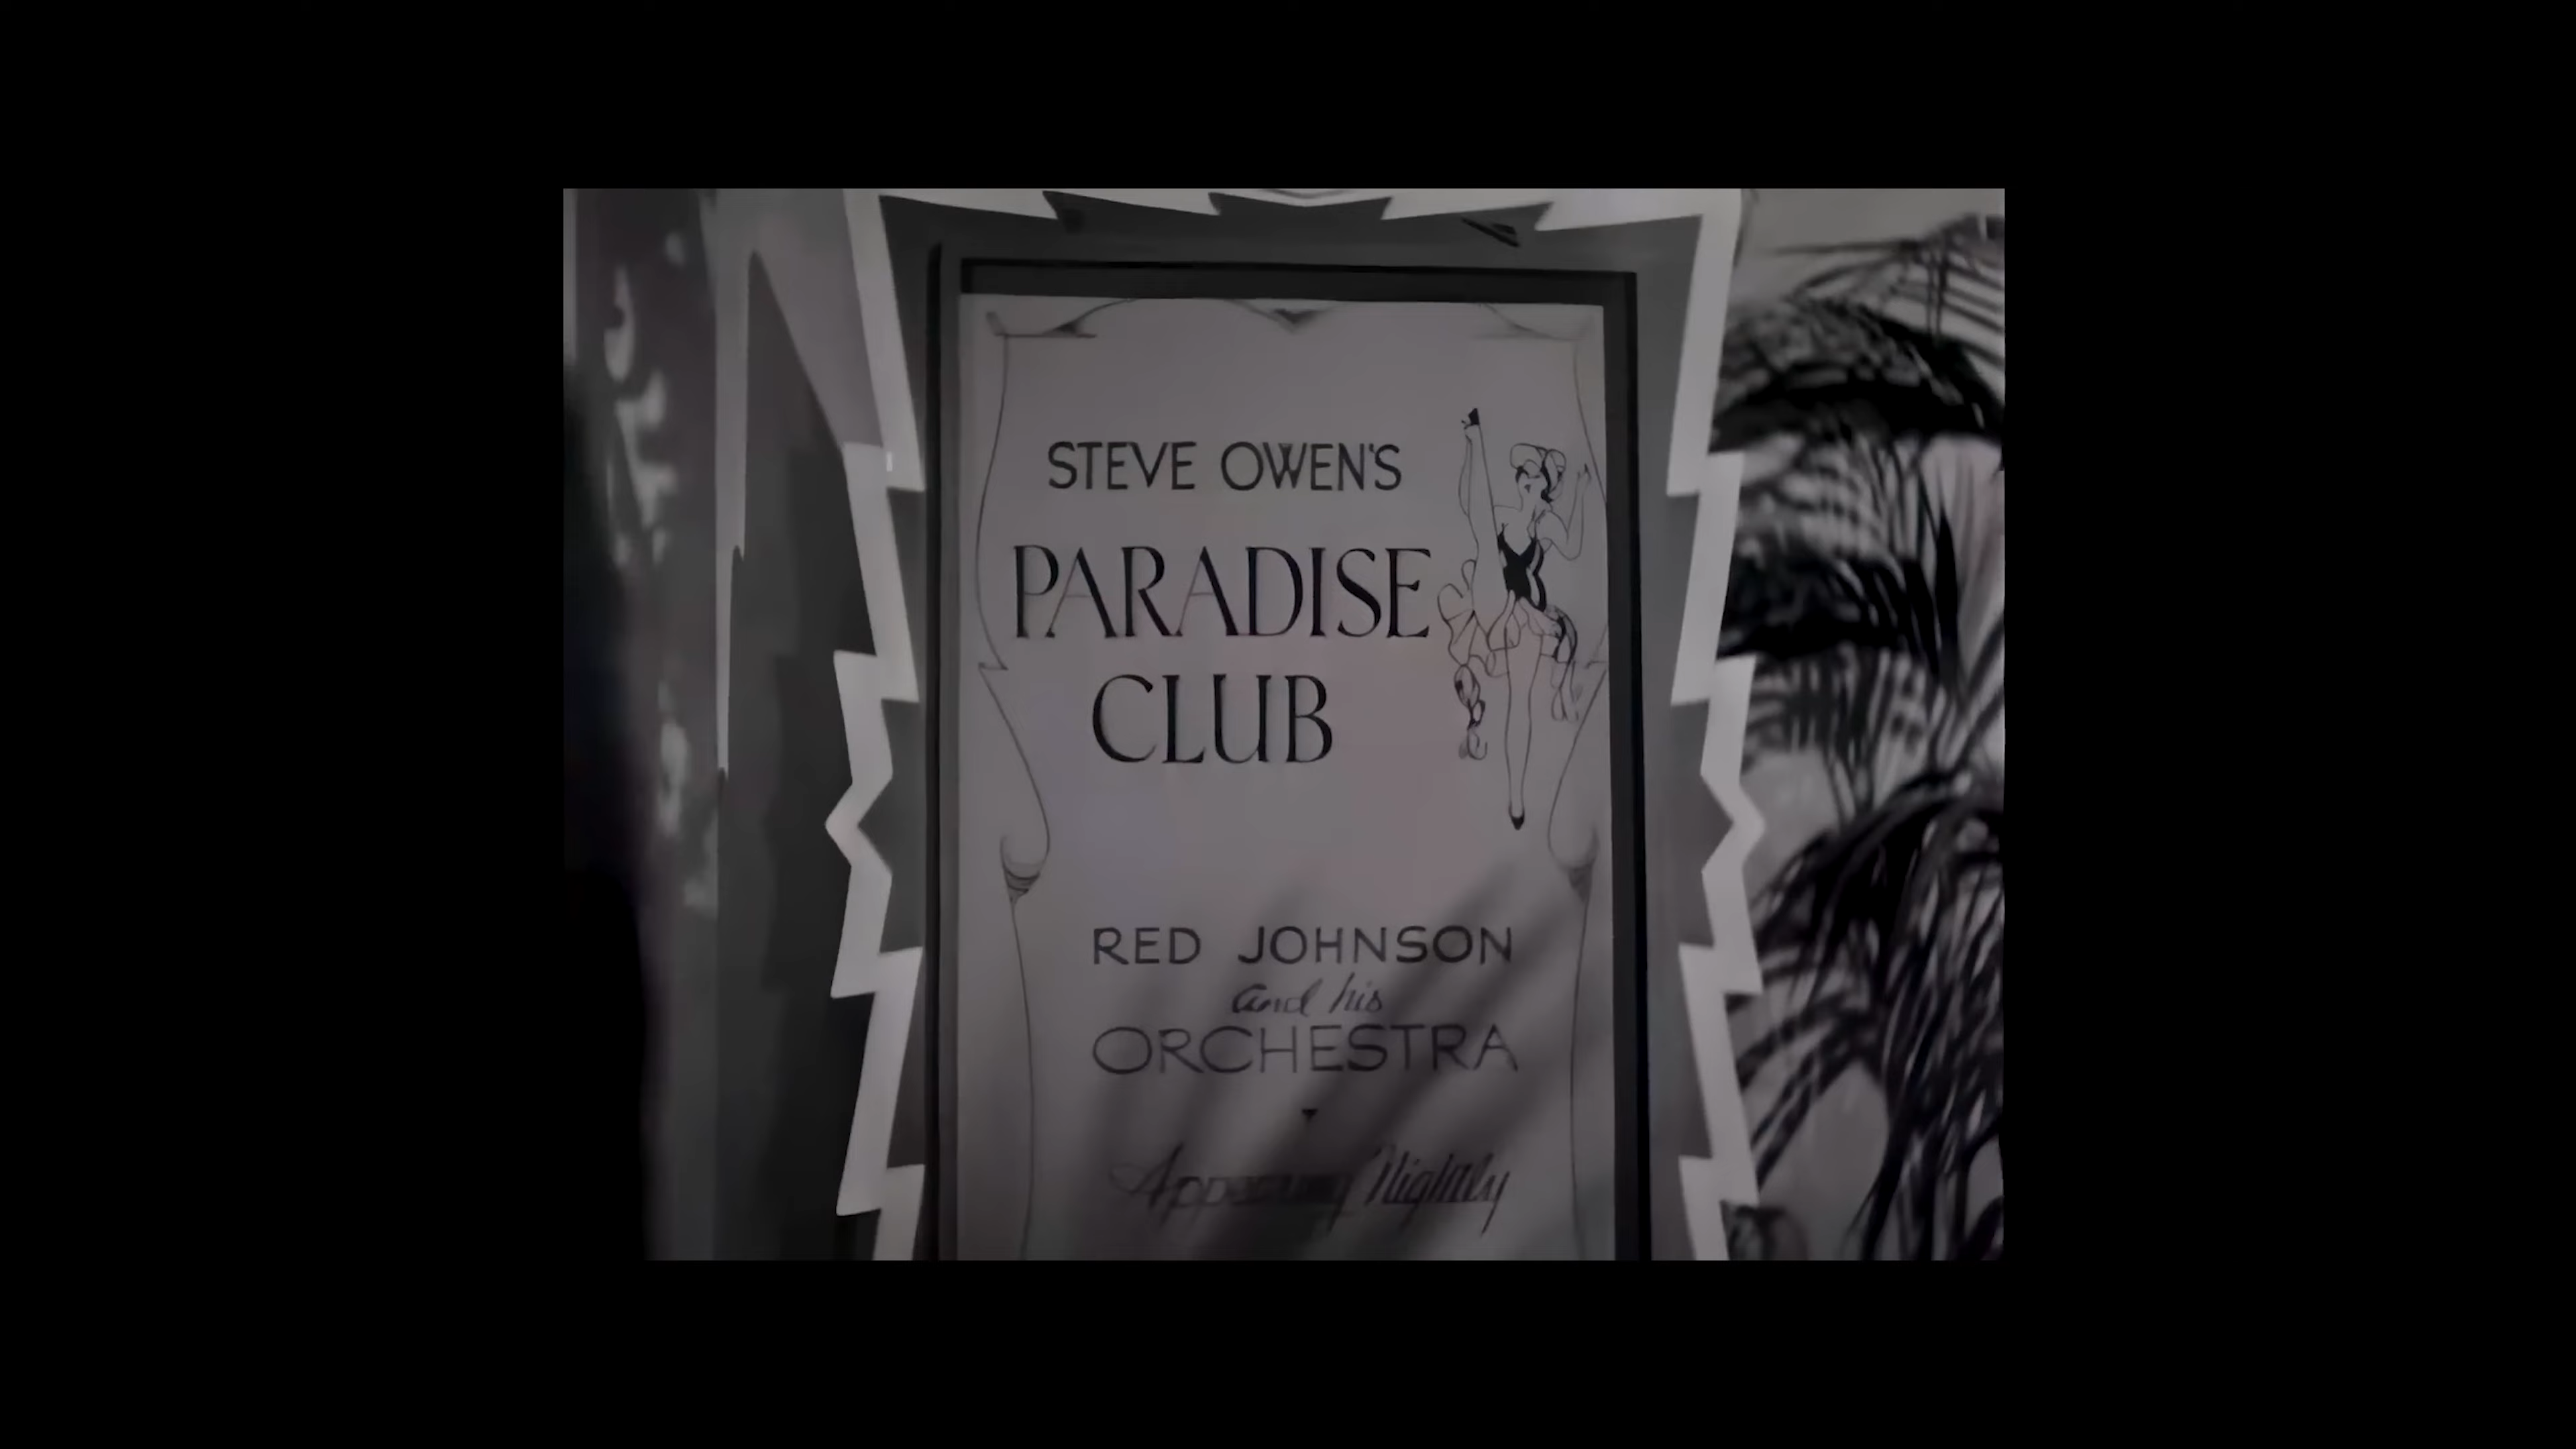 STEVE OWEN'S
PARADISE
CLUB
RED JOHNSON
and his
ORCHESTRA
Appearing Nightly